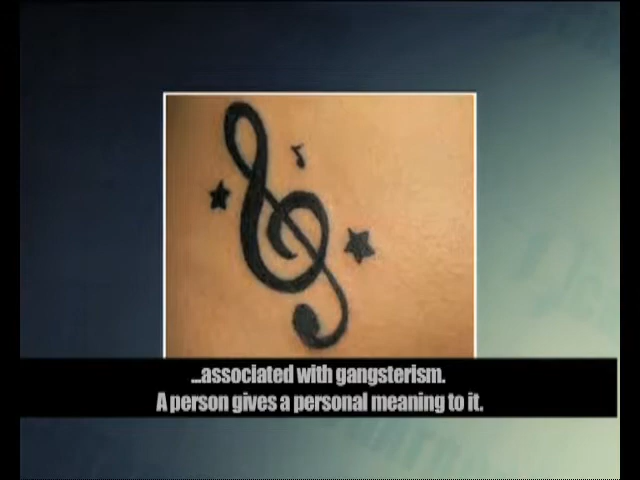 ...associated with gangsterism.
A person gives a personal meaning to it.